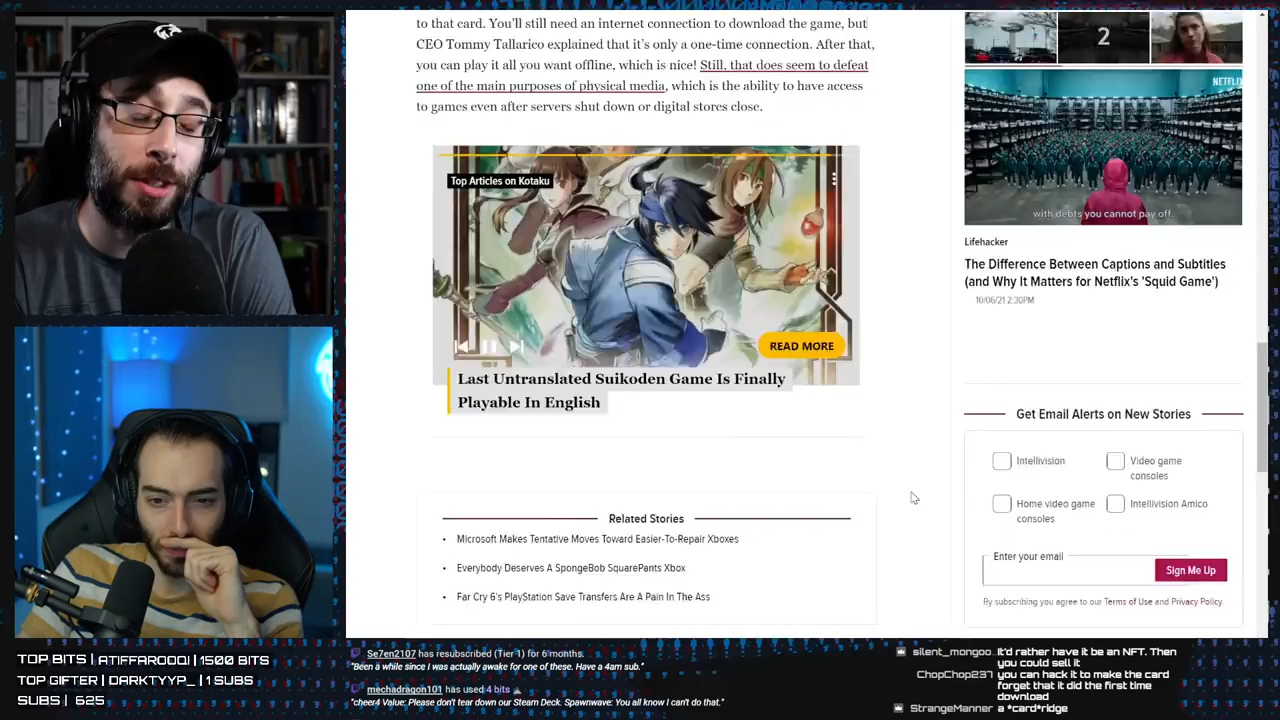 to that card. You'll still need an internet connection to download the game, but
CEO Tommy Tallarico explained that it's only a one-time connection. After that,
you can play it all you want offline, which is nice! Still, that does seem to defeat
one of the main purposes of physical media, which is the ability to have access
to games even after servers shut down or digital stores close.
Top Articles on Kotaku
READ MORE
Last Untranslated Suikoden Game Is Finally
Playable In English
Related Stories
• Microsoft Makes Tentative Moves Toward Easier-To-Repair Xboxes
• Everybody Deserves A SpongeBob SquarePants Xbox
• Far Cry 6's PlayStation Save Transfers Are A Pain In The Ass
2
NETFLIX
with debts you cannot pay off.
Lifehacker
The Difference Between Captions and Subtitles
(and Why It Matters for Netflix's 'Squid Game')
10/06/21 2:30PM
Get Email Alerts on New Stories
Intellivision
Video game
consoles
Home video game
consoles
Intellivision Amico
Enter your email
Sign Me Up
By subscribing you agree to our Terms of Use and Privacy Policy.
TOP BITS | ATIFFAROOQI | 1500 BITS
TOP GIFTER | DARKTYYP_ | 1 SUBS
SUBS | 625
Se7en2107 has resubscribed (Tier 1) for 6 months.
"Been a while since I was actually awake for one of these. Have a 4am sub."
mechadragon101 has used 4 bits
"cheer4 Value: Please don't tear down our Steam Deck. Spawnwave: You all know I can't do that."
silent_mongoo.. it'd rather have it be an NFT. Then
you could sell it
ChopChop237 you can hack it to make the card
forget that it did the first time
download
StrangeManner a *card*ridge